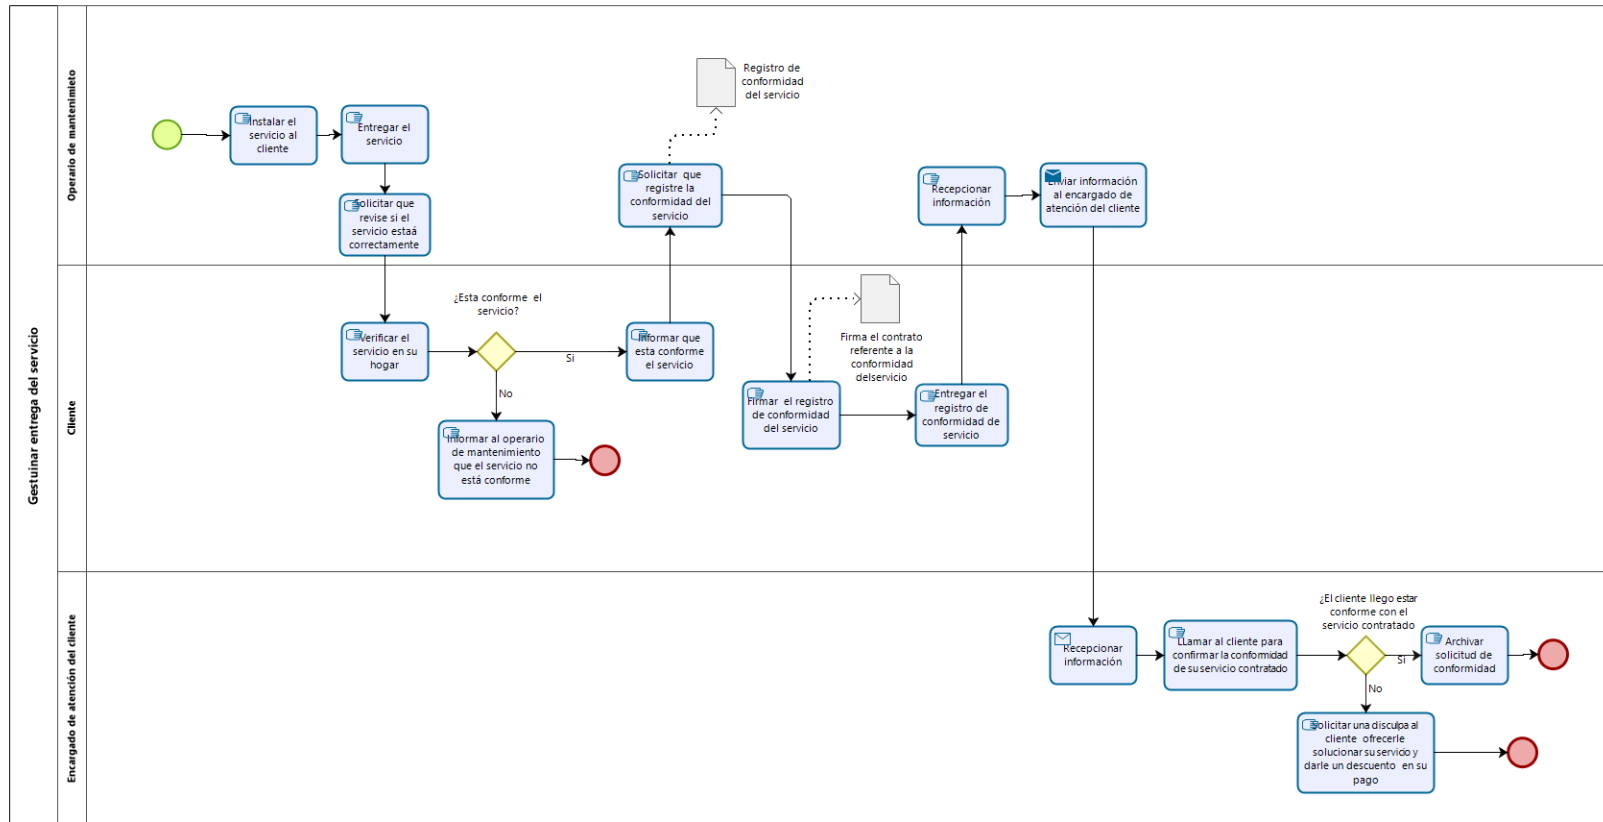 Gestuinar entrega del servicio
Operario de mantenimieto
Instalar el
servicio al
cliente
Entregar el
servicio
Solicitar que
revise si el
servicio estaá
correctamente
Solicitar que
registre la
conformidad del
servicio
Registro de
conformidad
del servicio
Recepcionar
información
Enviar información
al encargado de
atención del cliente
Cliente
Verificar el
servicio en su
hogar
¿Esta conforme el
servicio?
Si
No
Informar al operario
de mantenimiento
que el servicio no
está conforme
Informar que
esta conforme
el servicio
Firmar el registro
de conformidad
del servicio
Firma el contrato
referente a la
conformidad
delservicio
Entregar el
registro de
conformidad de
servicio
Encargado de atención del cliente
Recepcionar
información
LLamar al cliente para
confirmar la conformidad
de su servicio contratado
¿El cliente llego estar
conforme con el
servicio contratado
Si
No
Archivar
solicitud de
conformidad
Solicitar una disculpa al
cliente ofrecerle
solucionar su servicio y
darle un descuento en su
pago